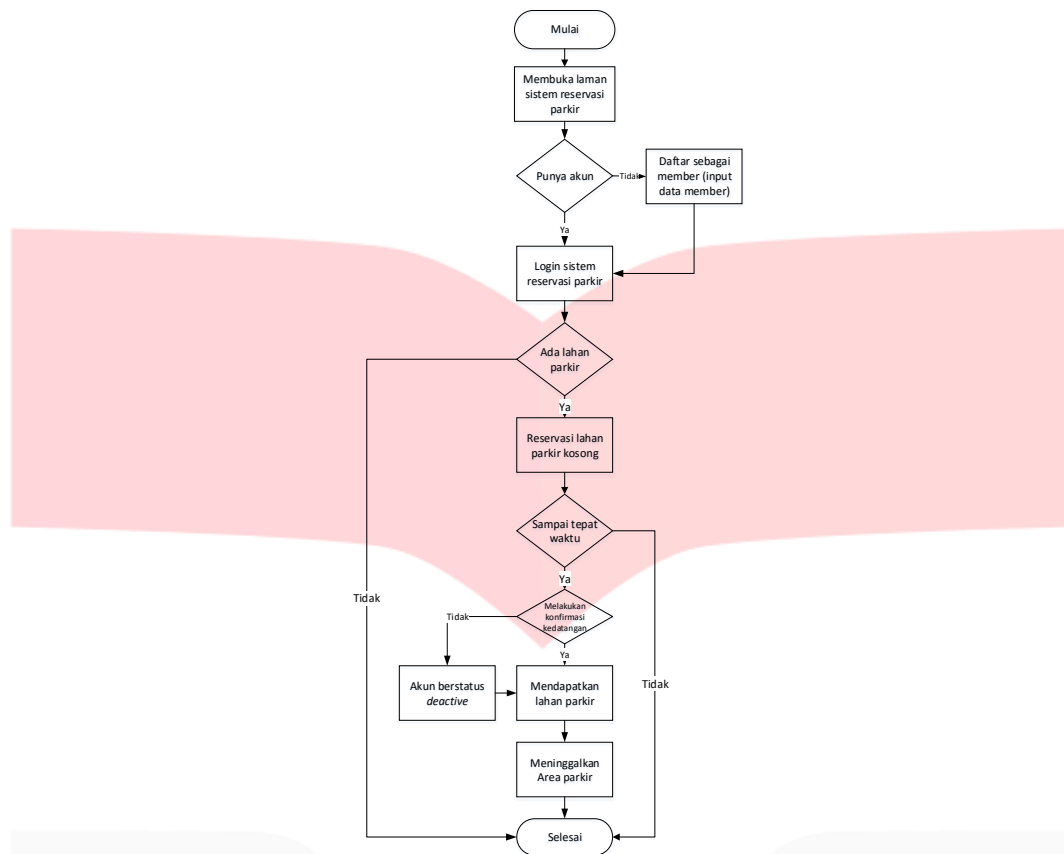 Mulai
Membuka laman
sistem reservasi
parkir
Punya akun
Tidak
Daftar sebagai
member (input
data member)
Ya
Login sistem
reservasi parkir
Ada lahan
parkir
Ya
Reservasi lahan
parkir kosong
Sampai tepat
waktu
Ya
Tidak
Melakukan
konfirmasi
kedatangan
Tidak
Ya
Akun berstatus
deactive
Mendapatkan
lahan parkir
Tidak
Meninggalkan
Area parkir
Selesai